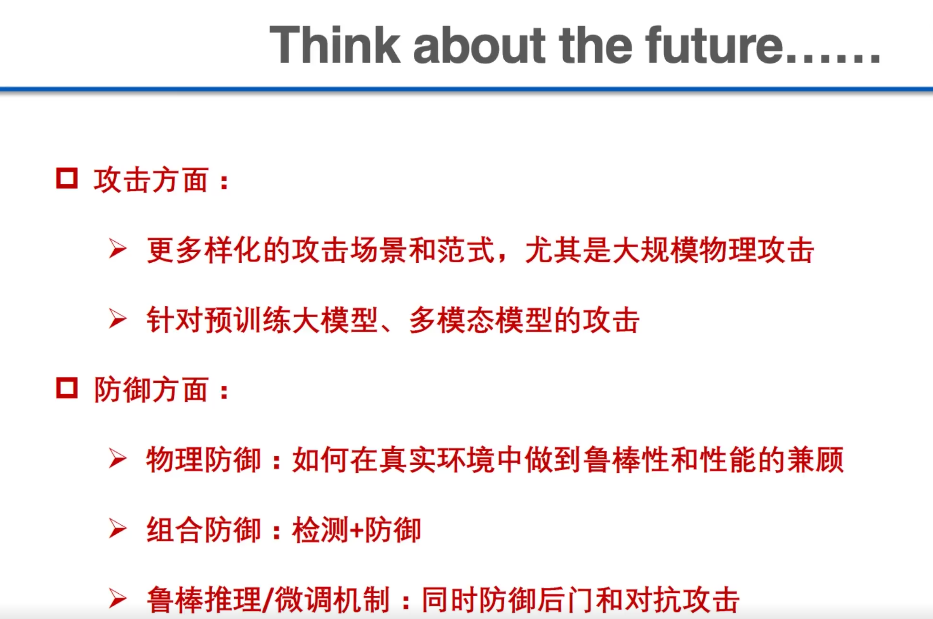 Think about the future……
攻击方面：
更多样化的攻击场景和范式，尤其是大规模物理攻击
针对预训练大模型、多模态模型的攻击
防御方面：
物理防御：如何在真实环境中做到鲁棒性和性能的兼顾
组合防御：检测+防御
鲁棒推理/微调机制：同时防御后门和对抗攻击